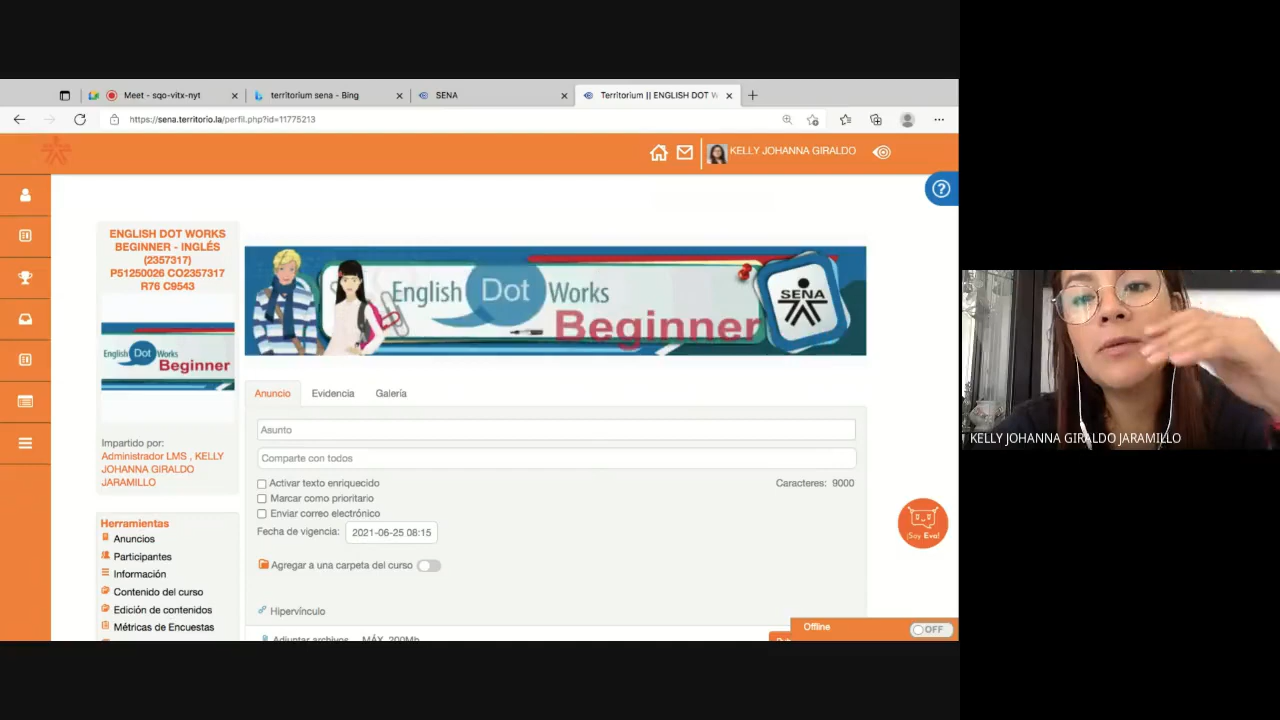 Meet - sqo-vitx-nyt
territorium sena - Bing
SENA
Territorium || ENGLISH DOT W
https://sena.territorio.la/perfil.php?id=11775213
KELLY JOHANNA GIRALDO
ENGLISH DOT WORKS
BEGINNER - INGLÉS
(2357317)
P51250026 CO2357317
R76 C9543
English Dot Works
Beginner
Impartido por:
Administrador LMS , KELLY
JOHANNA GIRALDO
JARAMILLO
Herramientas
Anuncios
Participantes
Información
Contenido del curso
Edición de contenidos
Métricas de Encuestas
English Dot Works
Beginner
SENA
Anuncio Evidencia Galería
Asunto
Comparte con todos
Activar texto enriquecido
Caracteres: 9000
Marcar como prioritario
Enviar correo electrónico
Fecha de vigencia: 2021-06-25 08:15
Agregar a una carpeta del curso
Hipervínculo
Adjuntar archivos MÁX. 200Mb
¡Soy Eva!
Offline
OFF
KELLY JOHANNA GIRALDO JARAMILLO